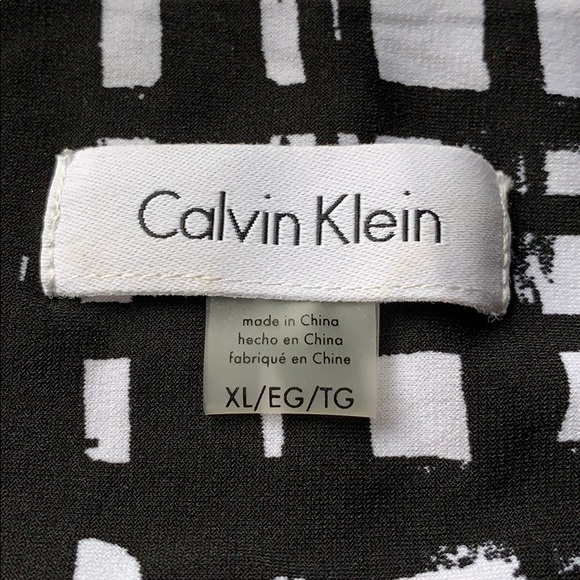 Calvin Klein
made in China
hecho en China
fabriqué en Chine
XL/EG/TG